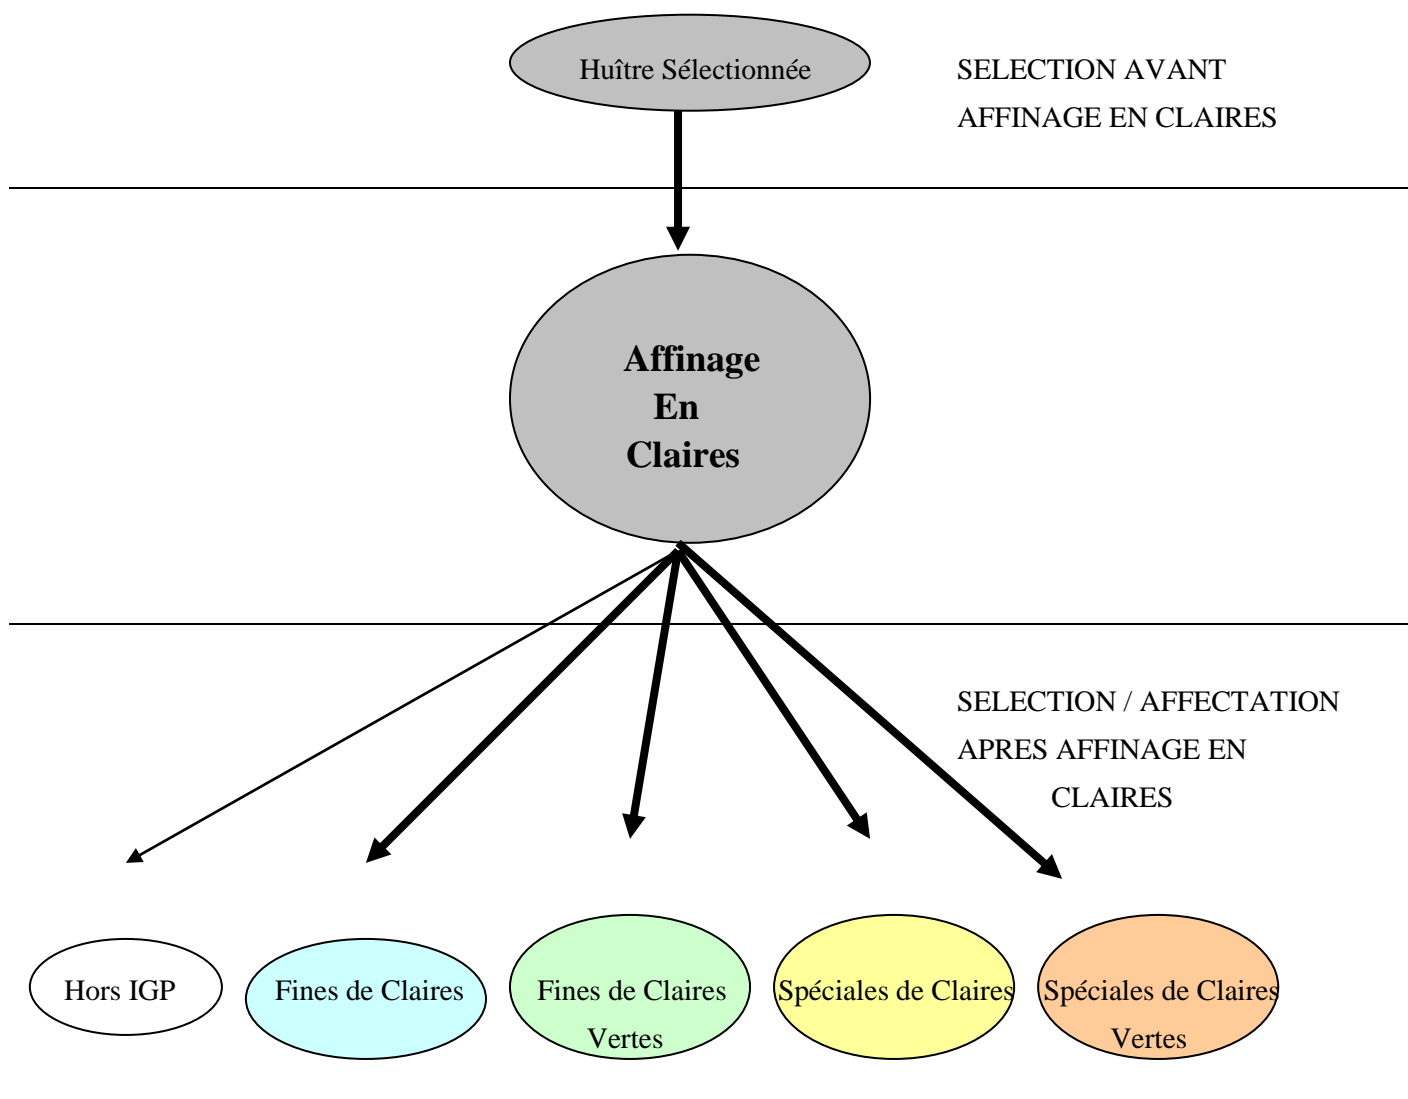 Huître Sélectionnée
SELECTION AVANT
AFFINAGE EN CLAIRES
Affinage
En
Claires
SELECTION / AFFECTATION
APRES AFFINAGE EN
CLAIRES
Hors IGP
Fines de Claires
Fines de Claires
Vertes
Spéciales de Claires
Spéciales de Claires
Vertes